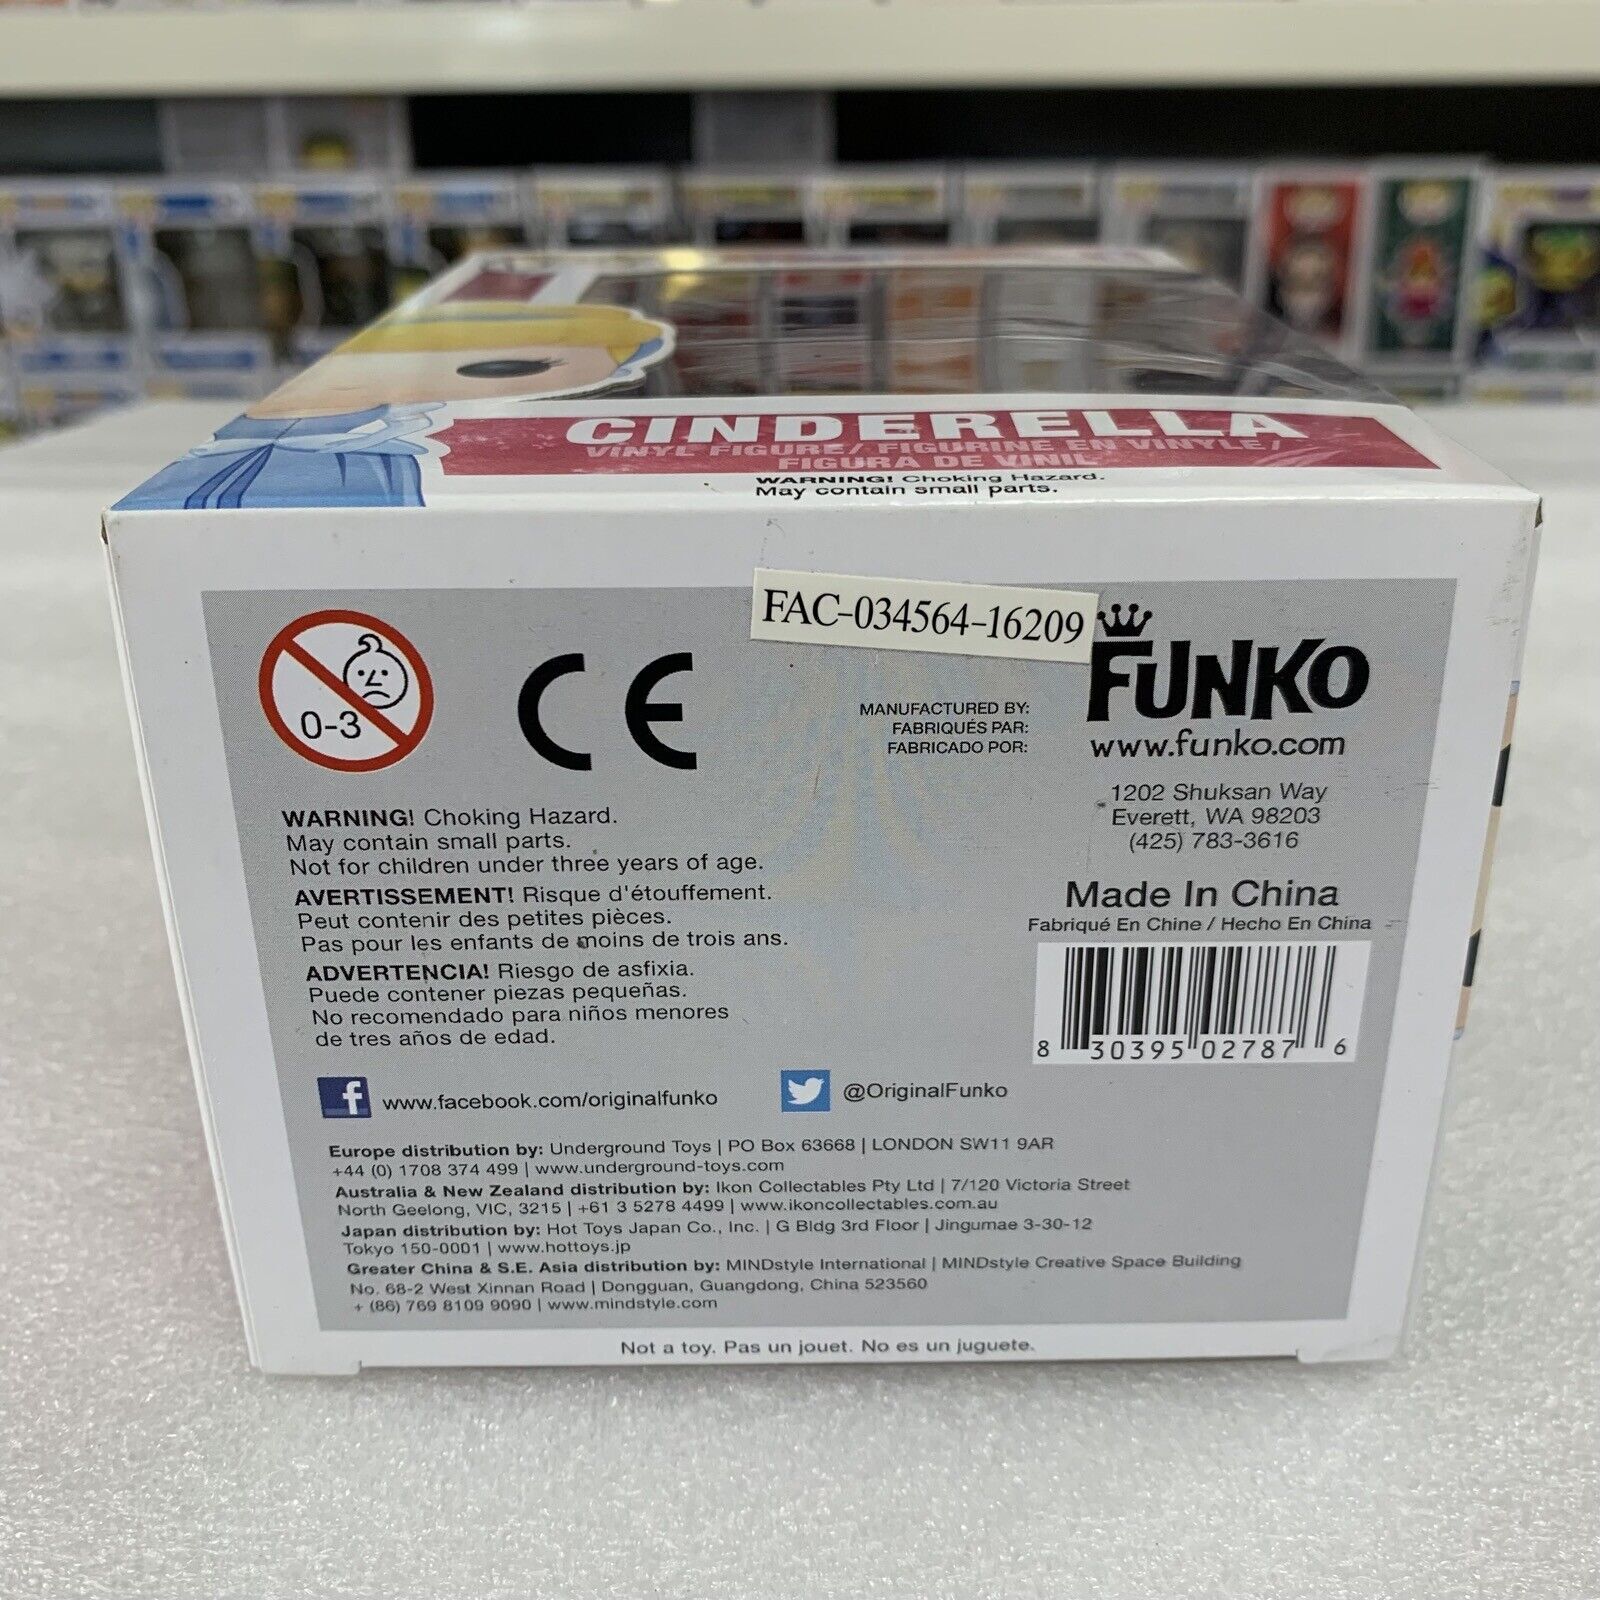 CINDERELLA
VINYL FIGURE / FIGURINE EN VINYLE /
FIGURA DE VINIL
WARNING! Choking Hazard.
May contain small parts.
FAC-034564-16209
0-3
CE
MANUFACTURED BY:
FABRIQUÉS PAR:
FABRICADO POR:
FUNKO
www.funko.com
1202 Shuksan Way
Everett, WA 98203
(425) 783-3616
WARNING! Choking Hazard.
May contain small parts.
Not for children under three years of age.
AVERTISSEMENT! Risque d'étouffement.
Peut contenir des petites pièces.
Pas pour les enfants de moins de trois ans.
ADVERTENCIA! Riesgo de asfixia.
Puede contener piezas pequeñas.
No recomendado para niños menores
de tres años de edad.
Made In China
Fabriqué En Chine / Hecho En China
8 30395 02787 6
f www.facebook.com/originalfunko
@OriginalFunko
Europe distribution by: Underground Toys | PO Box 63668 | LONDON SW11 9AR
+44 (0) 1708 374 499 | www.underground-toys.com
Australia & New Zealand distribution by: Ikon Collectables Pty Ltd | 7/120 Victoria Street
North Geelong, VIC, 3215 | +61 3 5278 4499 | www.ikoncollectables.com.au
Japan distribution by: Hot Toys Japan Co., Inc. | G Bldg 3rd Floor | Jingumae 3-30-12
Tokyo 150-0001 | www.hottoys.jp
Greater China & S.E. Asia distribution by: MINDstyle International | MINDstyle Creative Space Building
No. 68-2 West Xinnan Road | Dongguan, Guangdong, China 523560
+ (86) 769 8109 9090 | www.mindstyle.com
Not a toy. Pas un jouet. No es un juguete.